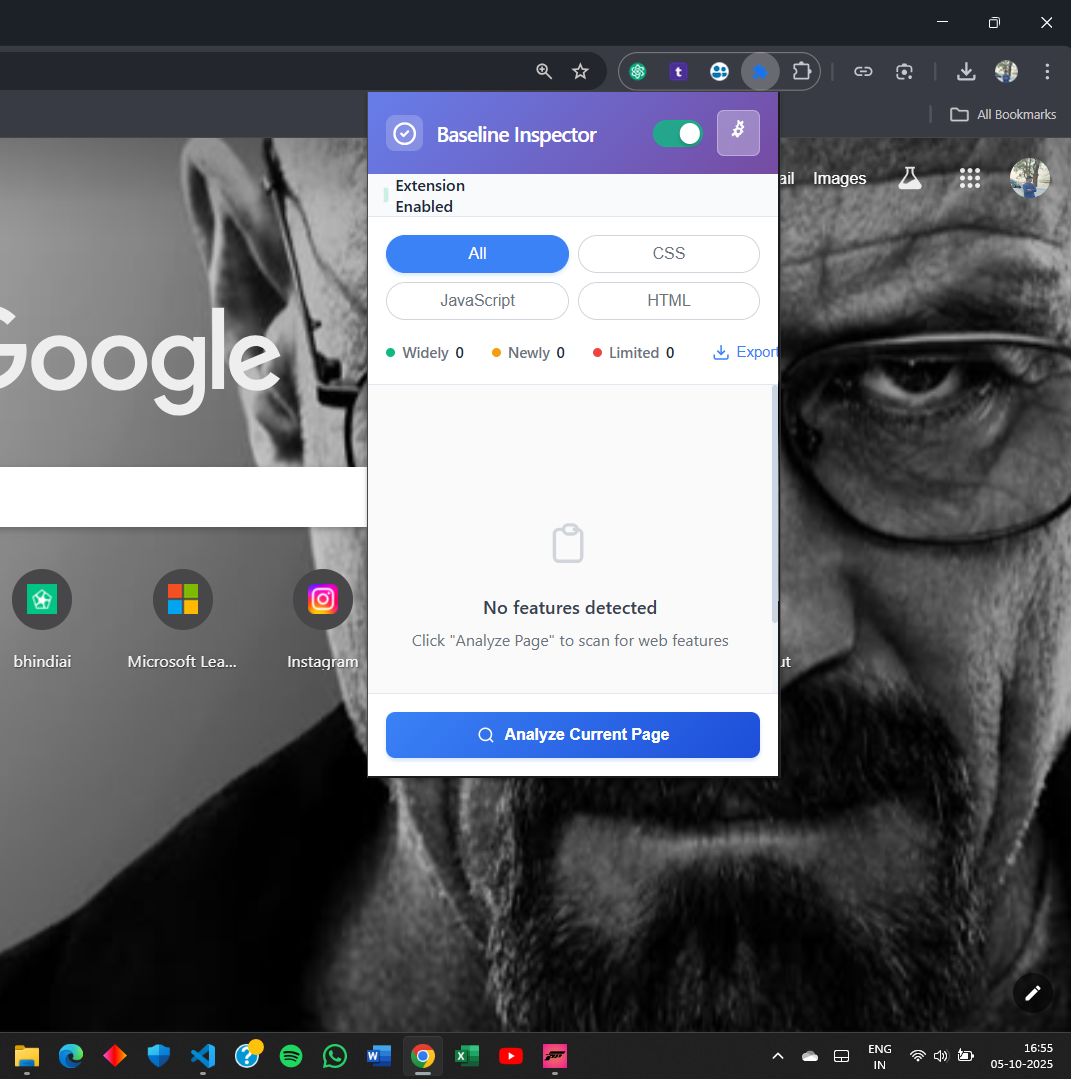 All Bookmarks
Baseline Inspector
Extension
Enabled
ail Images
All
CSS
JavaScript
HTML
Widely 0
Newly 0
Limited 0
Export
Google
No features detected
Click "Analyze Page" to scan for web features
bhindiai
Microsoft Lea...
Instagram
ut
Analyze Current Page
ENG
IN
16:55
05-10-2025